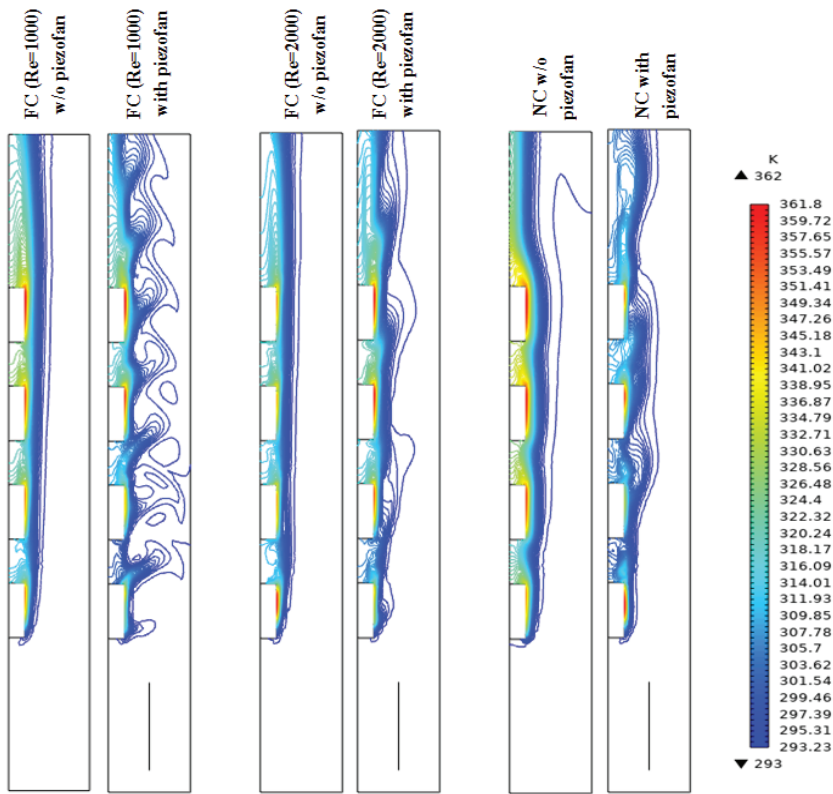 FC (Re=1000)
w/o piezofan
FC (Re=1000)
with piezofan
FC (Re=2000)
w/o piezofan
FC (Re=2000)
with piezofan
NC w/o
piezofan
NC with
piezofan
K
▲ 362
361.8
359.72
357.65
355.57
353.49
351.41
349.34
347.26
345.18
343.1
341.02
338.95
336.87
334.79
332.71
330.63
328.56
326.48
324.4
322.32
320.24
318.17
316.09
314.01
311.93
309.85
307.78
305.7
303.62
301.54
299.46
297.39
295.31
293.23
▼ 293